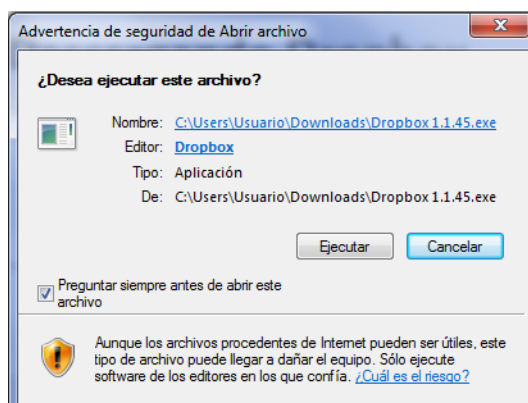 Advertencia de seguridad de Abrir archivo
¿Desea ejecutar este archivo?
Nombre: C:\Users\Usuario\Downloads\Dropbox 1.1.45.exe
Editor: Dropbox
Tipo: Aplicación
De: C:\Users\Usuario\Downloads\Dropbox 1.1.45.exe
Ejecutar Cancelar
Preguntar siempre antes de abrir este
archivo
Aunque los archivos procedentes de Internet pueden ser útiles, este
tipo de archivo puede llegar a dañar el equipo. Sólo ejecute
software de los editores en los que confía. ¿Cuál es el riesgo?